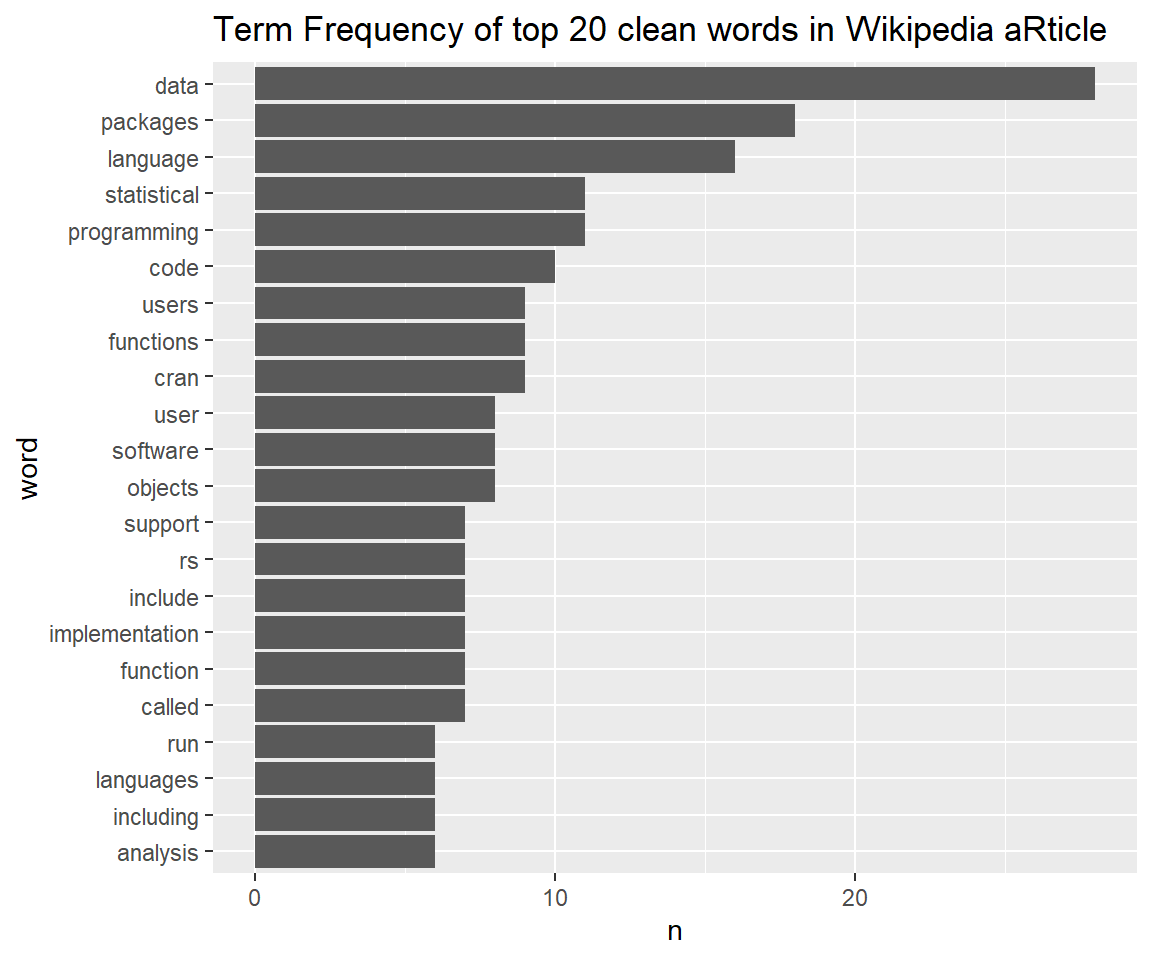 Term Frequency of top 20 clean words in Wikipedia aRticle
data
packages
language
statistical
programming
code
users
functions
cran
user
software
objects
support
rs
include
implementation
function
called
run
languages
including
analysis
word
0 10 20
n